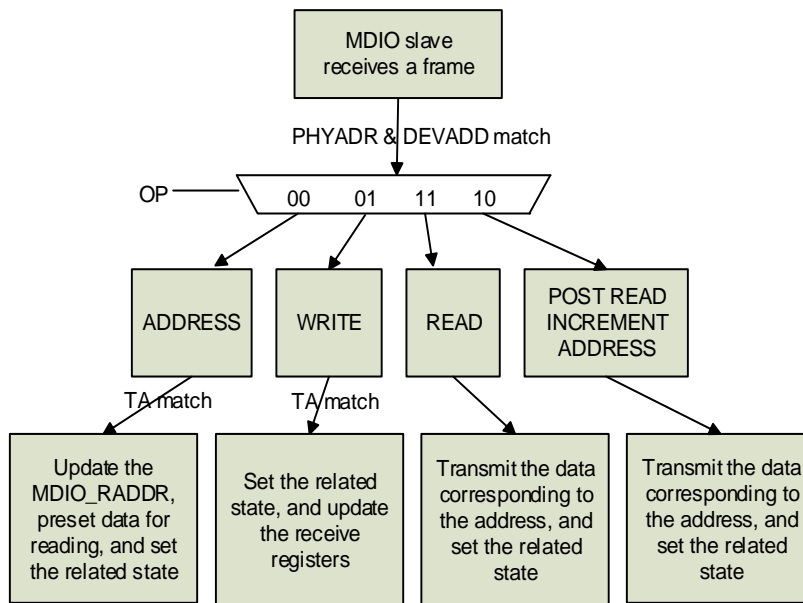 MDIO slave
receives a frame
PHYADR & DEVADD match
OP
00 01 11 10
ADDRESS
WRITE
READ
POST READ
INCREMENT
ADDRESS
TA match
TA match
Update the
MDIO_RADDR,
preset data for
reading, and set
the related state
Set the related
state, and update
the receive
registers
Transmit the data
corresponding to
the address, and
set the related
state
Transmit the data
corresponding to
the address, and
set the related
state